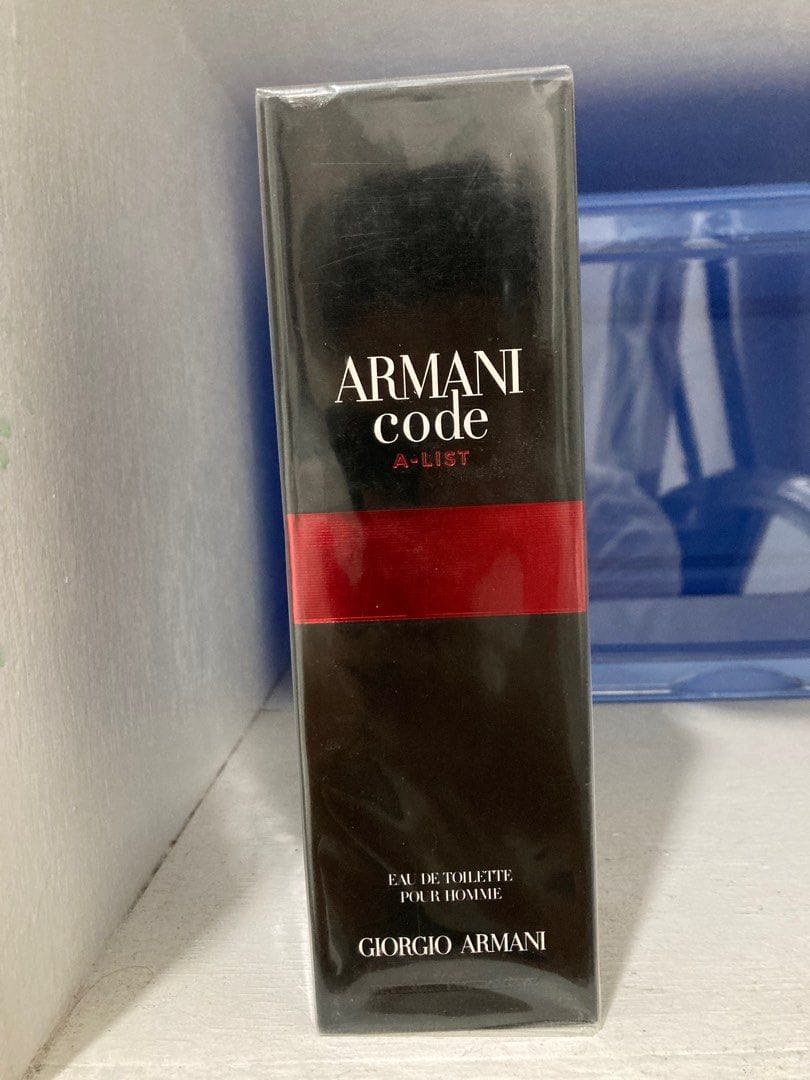 ARMANI
code
A-LIST
EAU DE TOILETTE
POUR HOMME
GIORGIO ARMANI